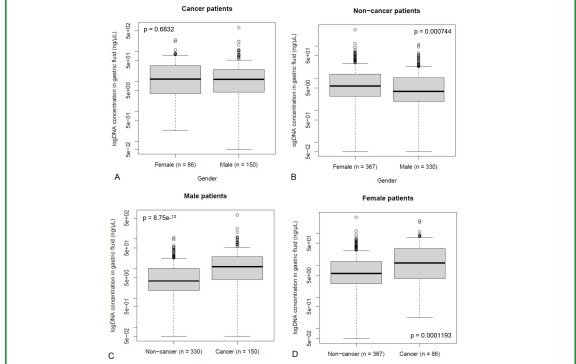 Cancer patients
p = 0.6832
logDNA concentration in gastric fluid (ng/µL)
5e+02
5e+01
5e+00
5e-01
5e-02
Female (n = 86)
Male (n = 150)
Gender
A
Non-cancer patients
p = 0.000744
logDNA concentration in gastric fluid (ng/µL)
5e+02
5e+01
5e+00
5e-01
5e-02
Female (n = 367)
Male (n = 330)
Gender
B
Male patients
p = 8.75e-12
logDNA concentration in gastric fluid (ng/µL)
5e+02
5e+01
5e+00
5e-01
5e-02
Non-cancer (n = 330)
Cancer (n = 150)
C
Female patients
p = 0.0001193
logDNA concentration in gastric fluid (ng/µL)
5e+01
5e+00
5e-01
5e-02
Non-cancer (n = 367)
Cancer (n = 86)
D